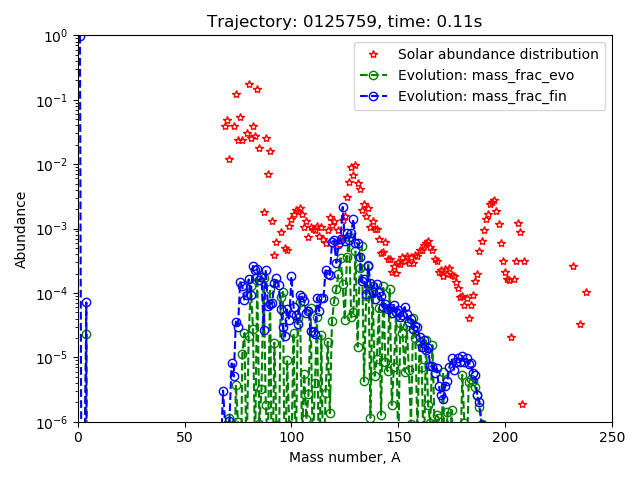 Trajectory: 0125759, time: 0.11s
Solar abundance distribution
Evolution: mass_frac_evo
Evolution: mass_frac_fin
Abundance
10^0
10^-1
10^-2
10^-3
10^-4
10^-5
10^-6
0 50 100 150 200 250
Mass number, A